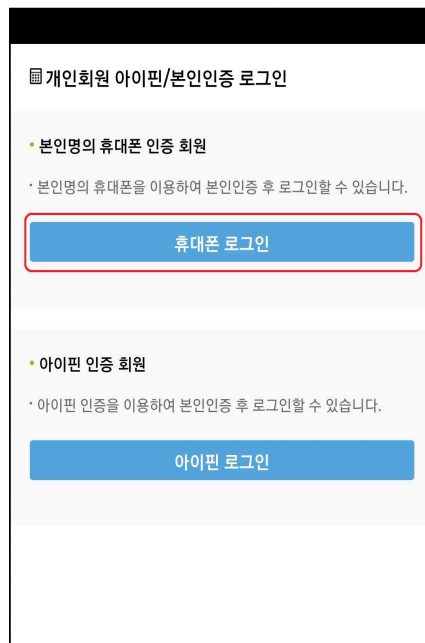 개인회원 아이핀/본인인증 로그인
• 본인명의 휴대폰 인증 회원
· 본인명의 휴대폰을 이용하여 본인인증 후 로그인할 수 있습니다.
휴대폰 로그인
• 아이핀 인증 회원
· 아이핀 인증을 이용하여 본인인증 후 로그인할 수 있습니다.
아이핀 로그인